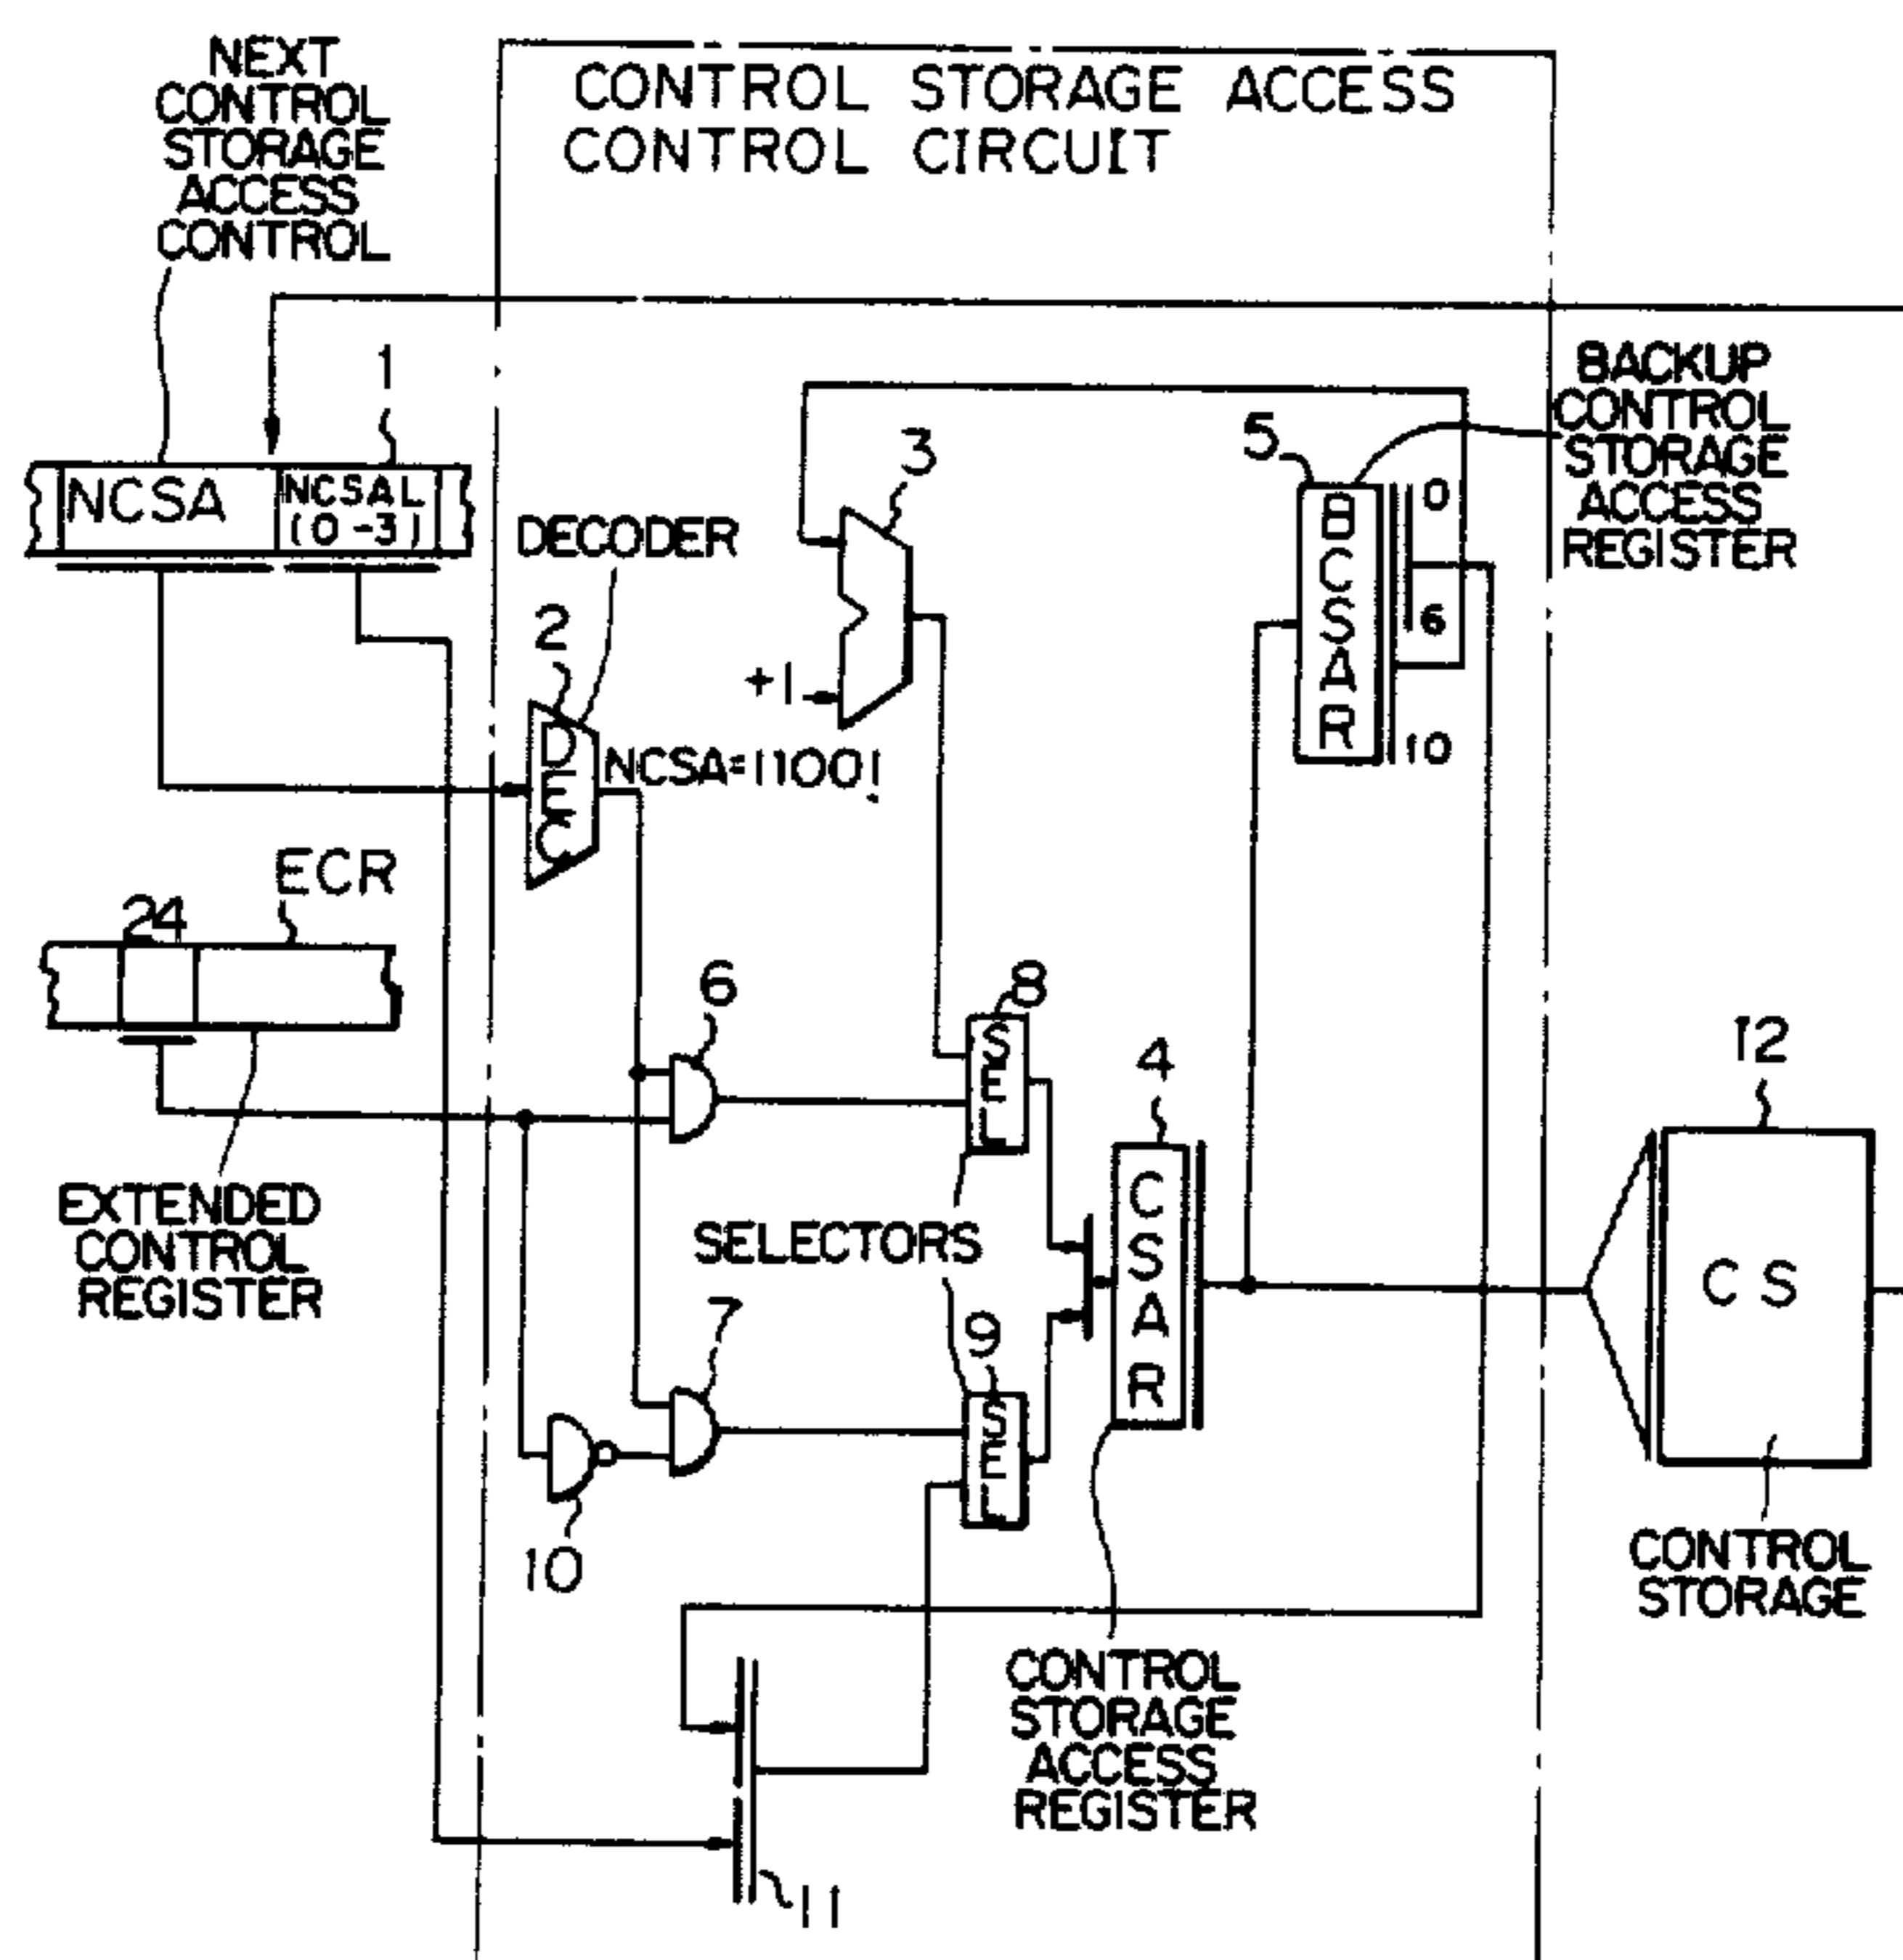 NEXT
CONTROL
STORAGE
ACCESS
CONTROL
CONTROL STORAGE ACCESS
CONTROL CIRCUIT
1
NCSA
NCSAL
(0-3)
DECODER
2
DEC
NCSA=11001
3
+1
5
BCSAR
0
6
10
BACKUP
CONTROL
STORAGE
ACCESS
REGISTER
24
ECR
EXTENDED
CONTROL
REGISTER
6
8
SEL
4
CSAR
12
CS
SELECTORS
7
9
SEL
10
CONTROL
STORAGE
CONTROL
STORAGE
ACCESS
REGISTER
11